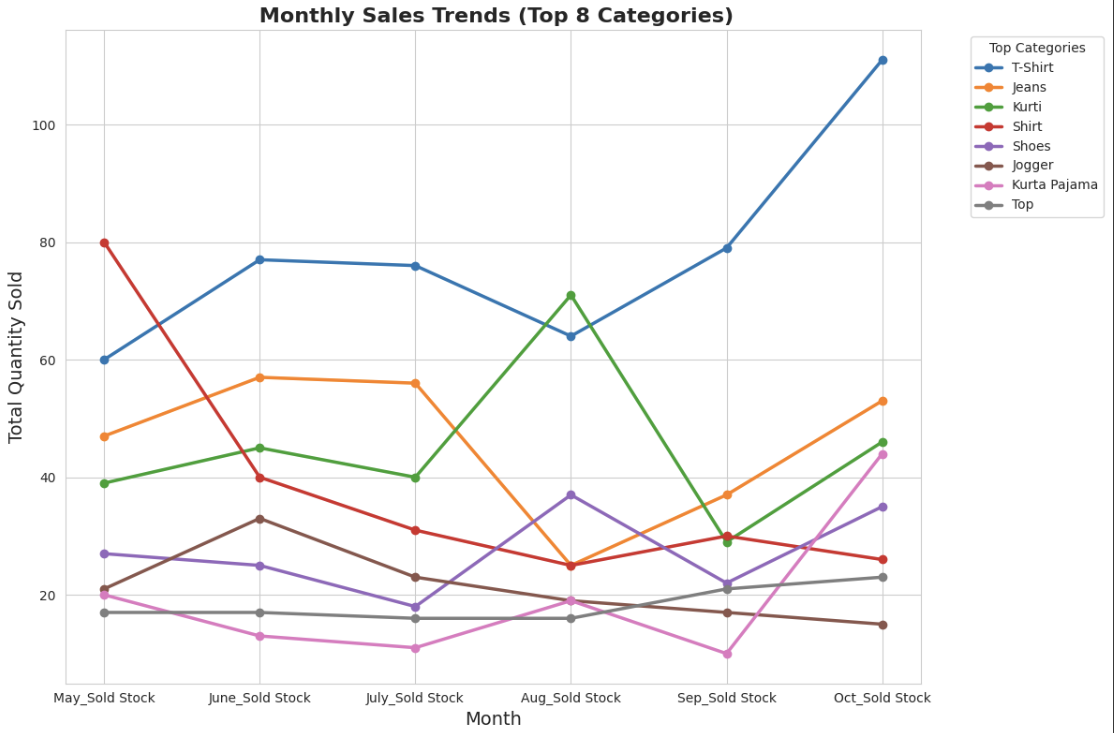 Monthly Sales Trends (Top 8 Categories)
Total Quantity Sold
100
80
60
40
20
May_Sold Stock
June_Sold Stock
July_Sold Stock
Aug_Sold Stock
Sep_Sold Stock
Oct_Sold Stock
Month
Top Categories
T-Shirt
Jeans
Kurti
Shirt
Shoes
Jogger
Kurta Pajama
Top